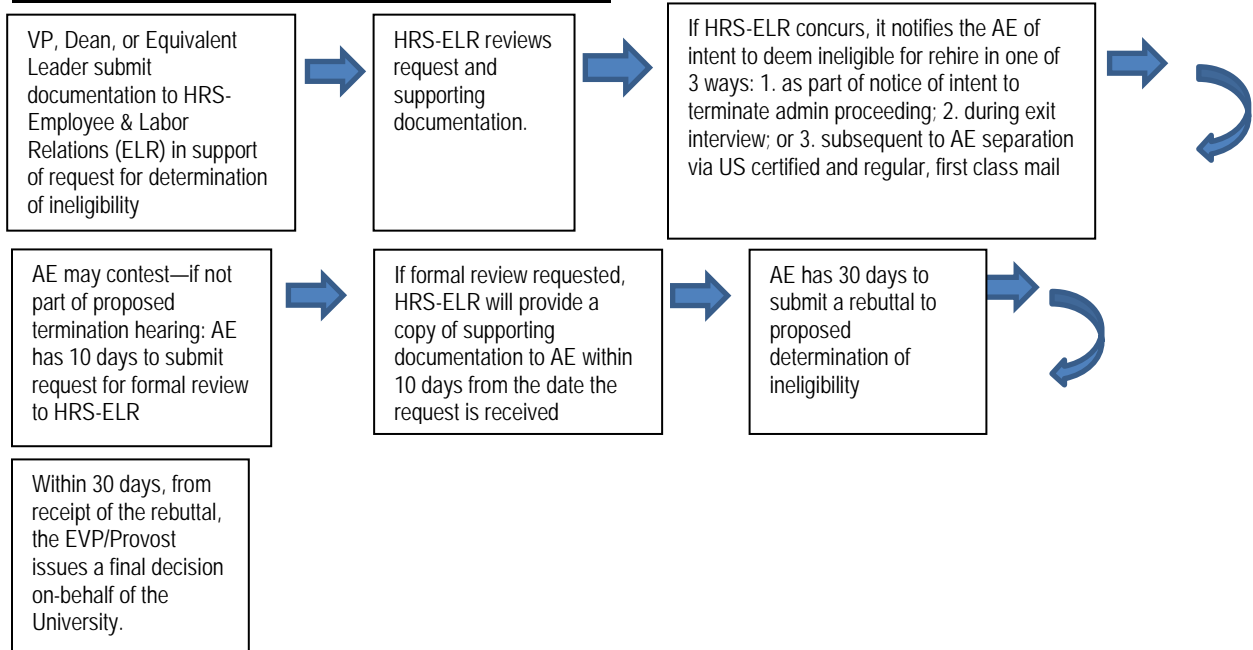 VP, Dean, or Equivalent
Leader submit
documentation to HRS-
Employee & Labor
Relations (ELR) in support
of request for determination
of ineligibility
HRS-ELR reviews
request and
supporting
documentation.
If HRS-ELR concurs, it notifies the AE of
intent to deem ineligible for rehire in one of
3 ways: 1. as part of notice of intent to
terminate admin proceeding; 2. during exit
interview; or 3. subsequent to AE separation
via US certified and regular, first class mail
AE may contest—if not
part of proposed
termination hearing: AE
has 10 days to submit
request for formal review
to HRS-ELR
If formal review requested,
HRS-ELR will provide a
copy of supporting
documentation to AE within
10 days from the date the
request is received
AE has 30 days to
submit a rebuttal to
proposed
determination of
ineligibility
Within 30 days, from
receipt of the rebuttal,
the EVP/Provost
issues a final decision
on-behalf of the
University.